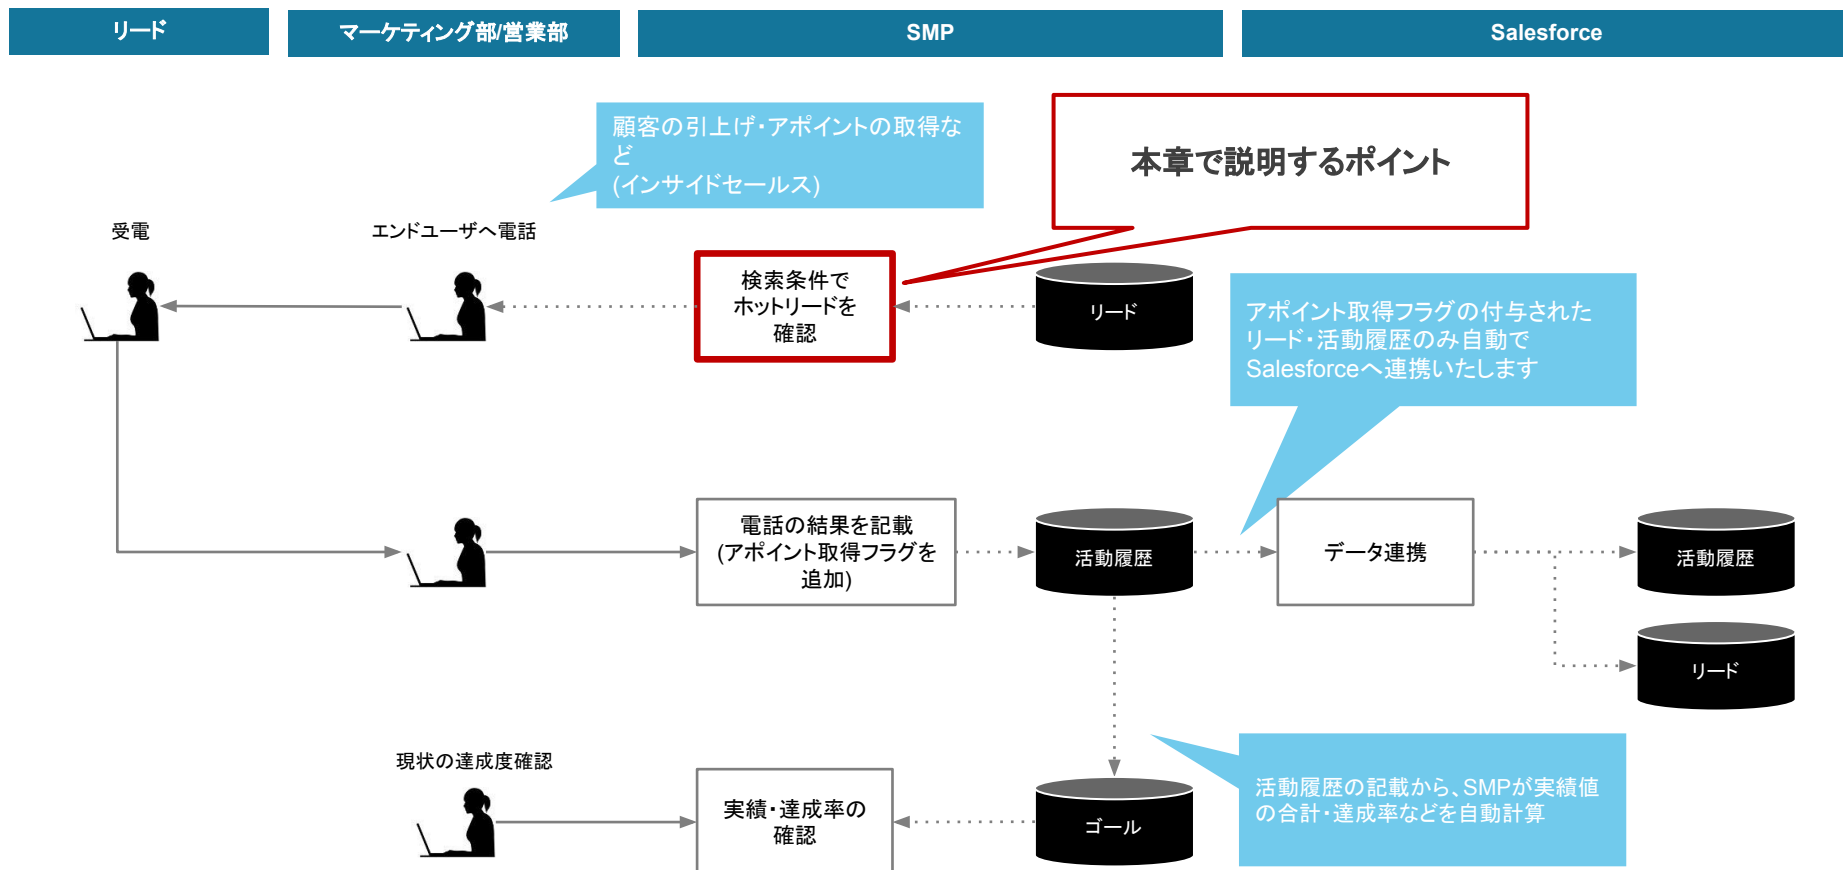 リード
マーケティング部/営業部
SMP
Salesforce
顧客の引上げ・アポイントの取得な
ど
(インサイドセールス)
本章で説明するポイント
受電
エンドユーザへ電話
検索条件で
ホットリードを
確認
リード
アポイント取得フラグの付与された
リード・活動履歴のみ自動で
Salesforceへ連携いたします
電話の結果を記載
(アポイント取得フラグを
追加)
活動履歴
データ連携
活動履歴
リード
現状の達成度確認
実績・達成率の
確認
ゴール
活動履歴の記載から、SMPが実績値
の合計・達成率などを自動計算